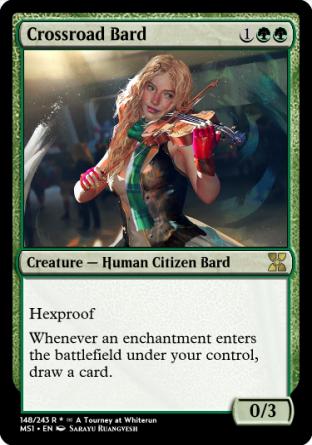 Crossroad Bard 1
Creature — Human Citizen Bard
Hexproof
Whenever an enchantment enters
the battlefield under your control,
draw a card.
0/3
148/243 R * ∞ A Tourney at Whiterun
MS1 • EN Sarayu Ruangvesh